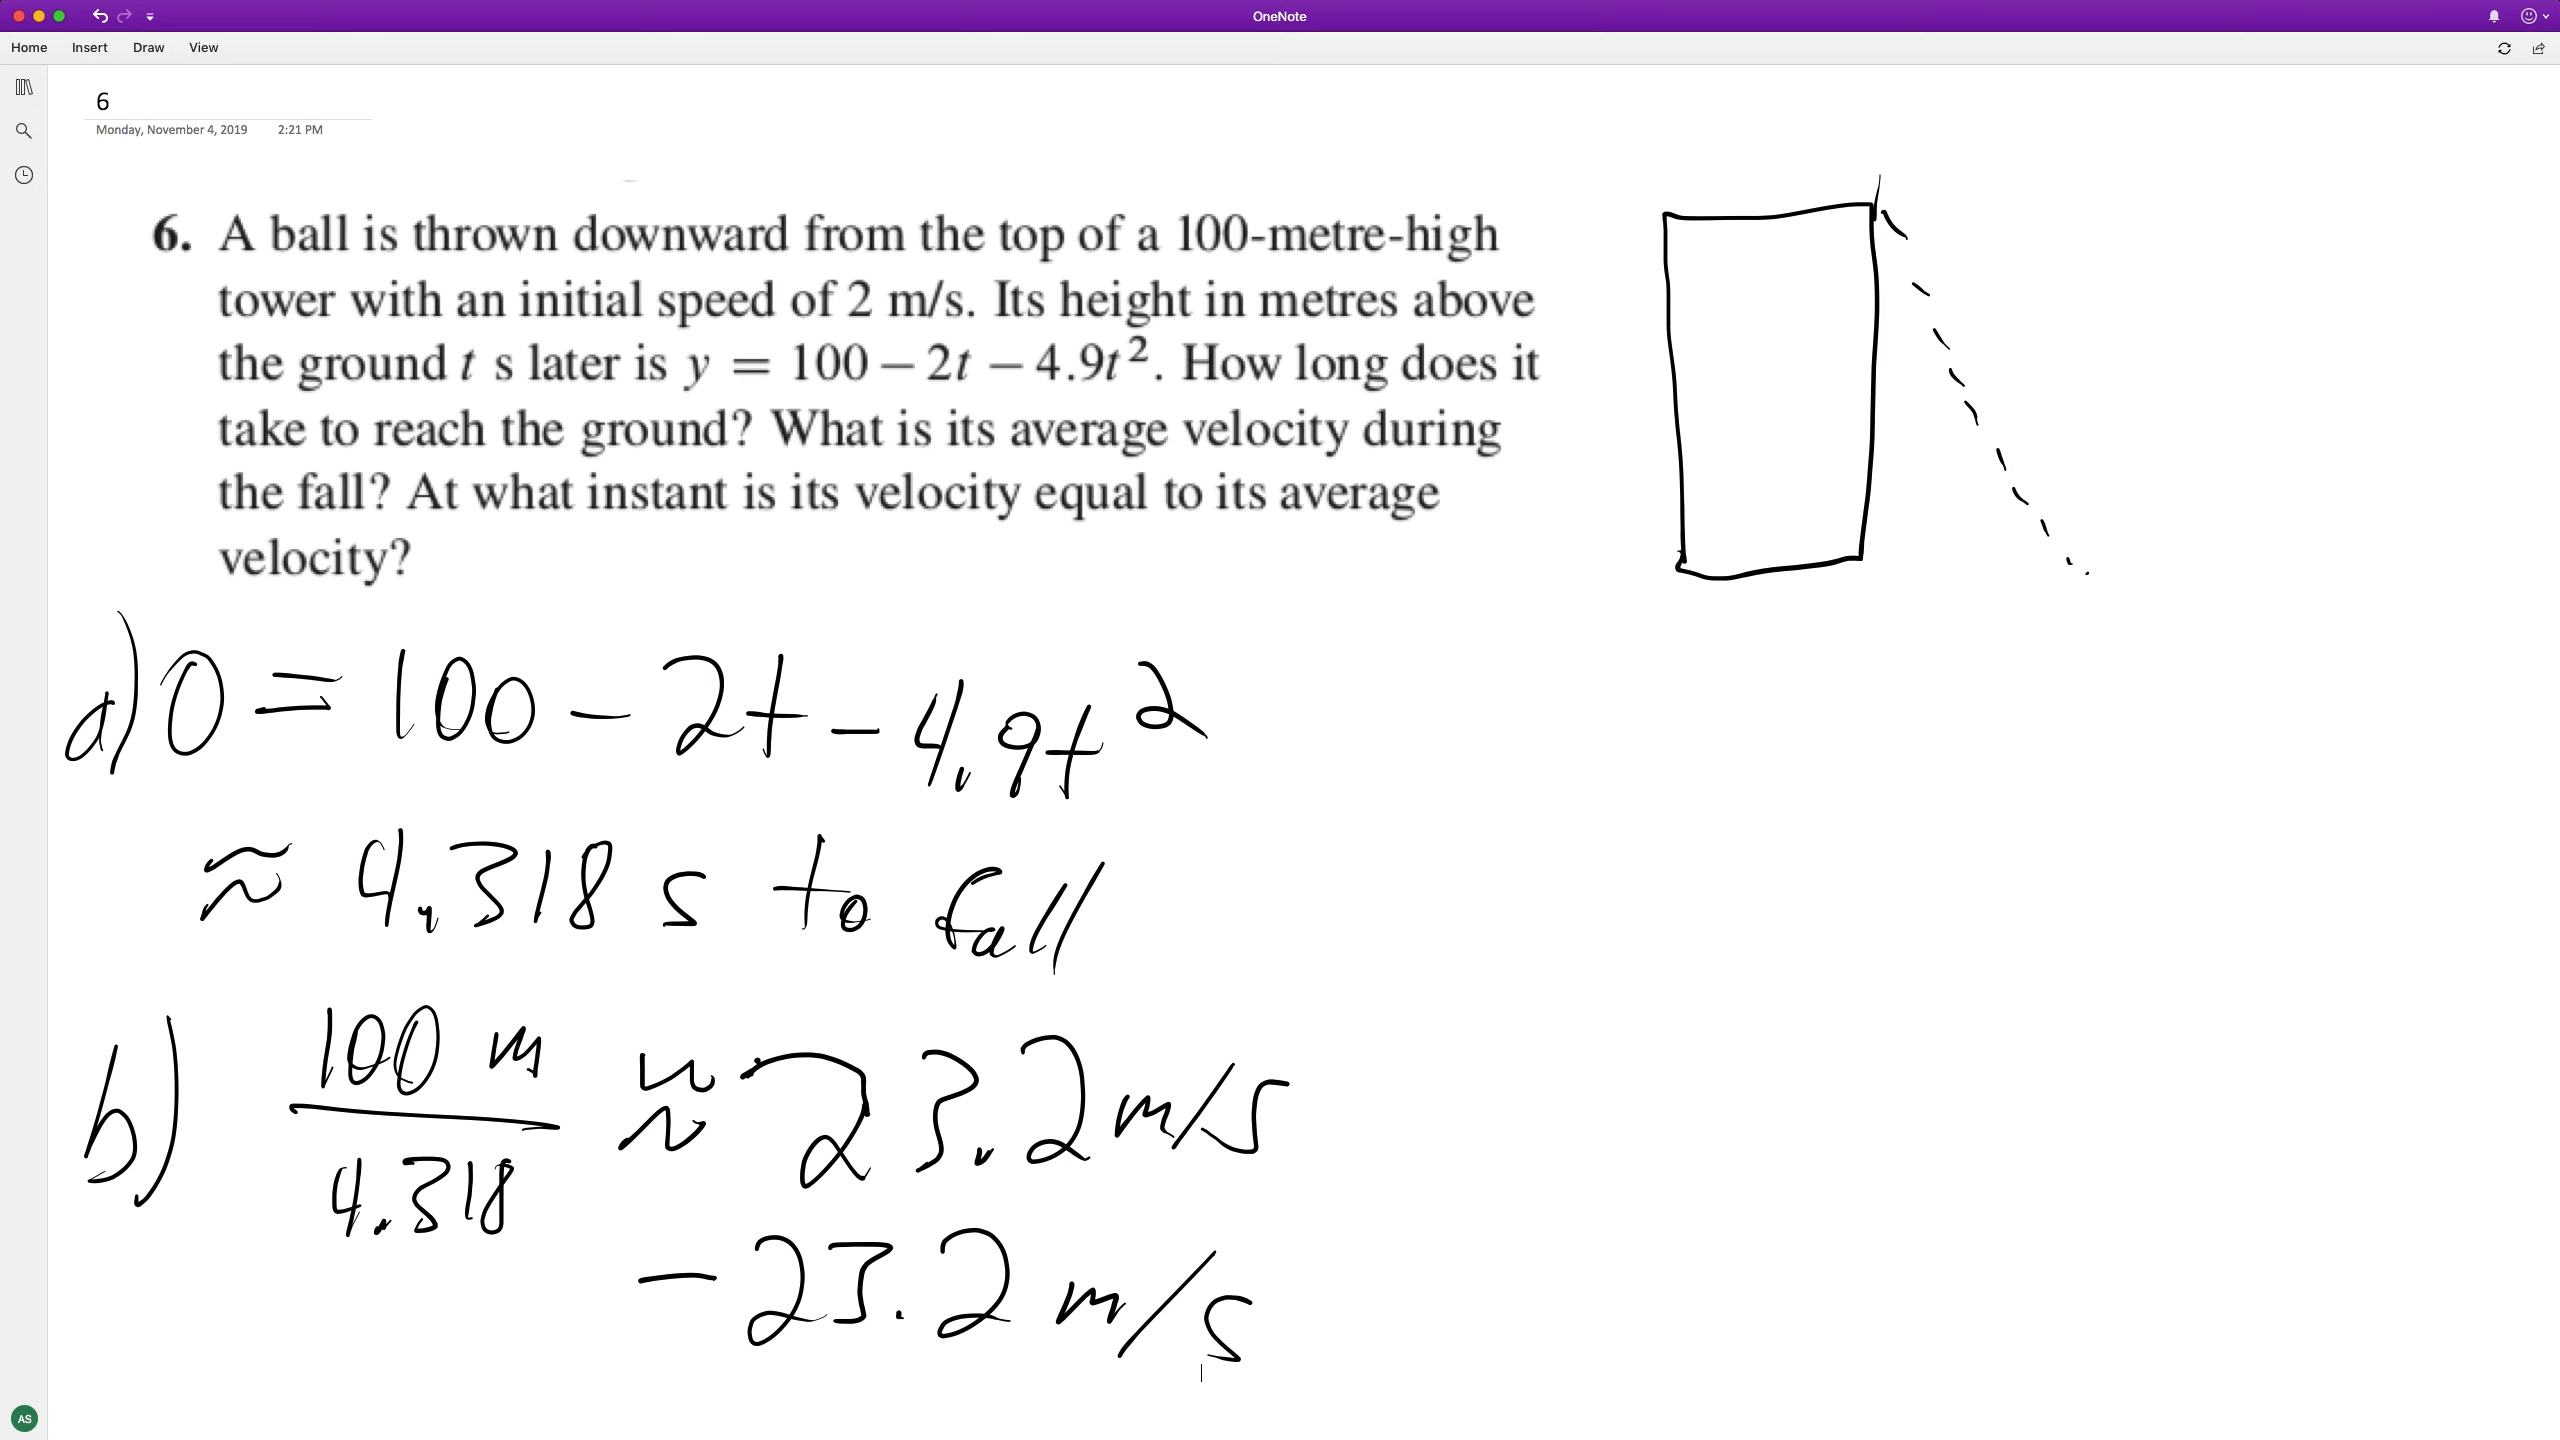 OneNote
Home Insert Draw View
6
Monday, November 4, 2019 2:21 PM
6. A ball is thrown downward from the top of a 100-metre-high
tower with an initial speed of 2 m/s. Its height in metres above
the ground t s later is y = 100 − 2t − 4.9t². How long does it
take to reach the ground? What is its average velocity during
the fall? At what instant is its velocity equal to its average
velocity?
a) 0 = 100 − 2t − 4.9t²
≈ 4.318 s to fall
b) 100 m
4.318
≈ 23.2 m/s
− 23.2 m/s
AS